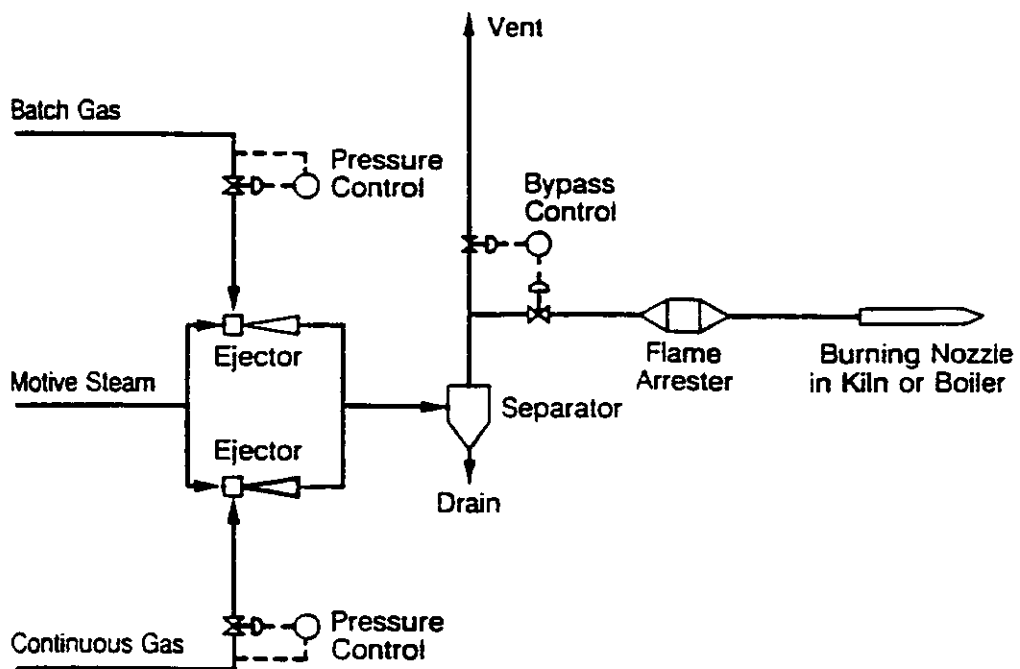 Vent
Batch Gas
Pressure
Control
Bypass
Control
Ejector
Flame
Arrester
Burning Nozzle
in Kiln or Boiler
Motive Steam
Separator
Ejector
Drain
Continuous Gas
Pressure
Control